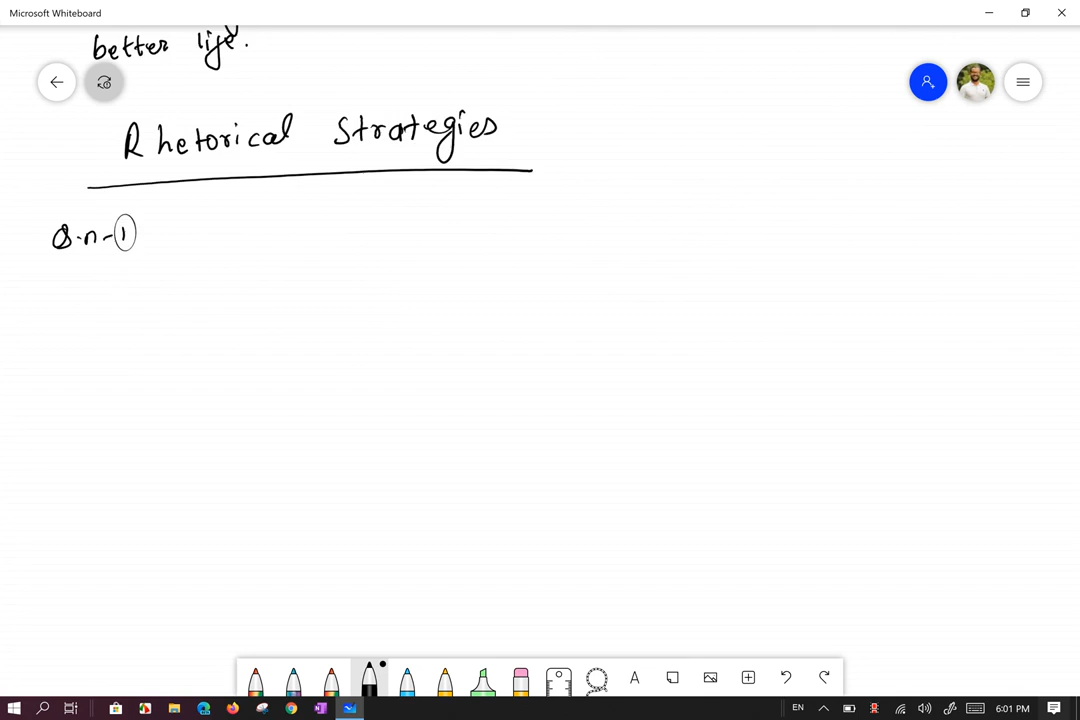 Microsoft Whiteboard
better life.
Rhetorical Strategies
Q.n-①
A
EN
6:01 PM